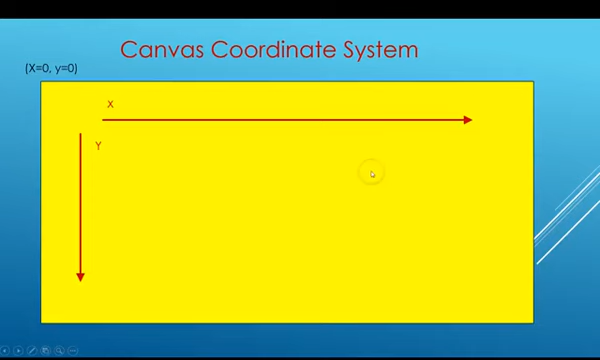 Canvas Coordinate System
(X=0, y=0)
X
Y